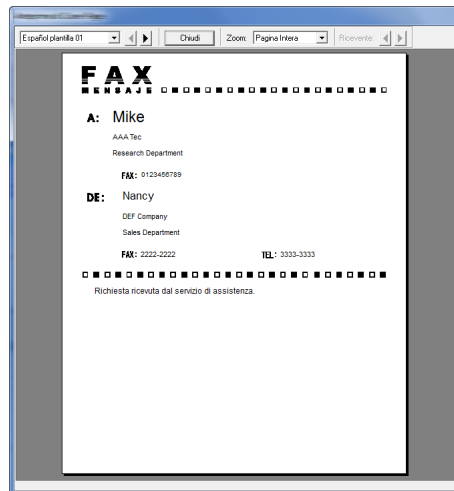 Español plantilla 01 Chiudi Zoom: Pagina Intera Ricevente:
FAX
MENSAJE
A: Mike
AAA Tec
Research Department
FAX: 0123456789
DE: Nancy
DEF Company
Sales Department
FAX: 2222-2222 TEL: 3333-3333
Richiesta ricevuta dal servizio di assistenza.